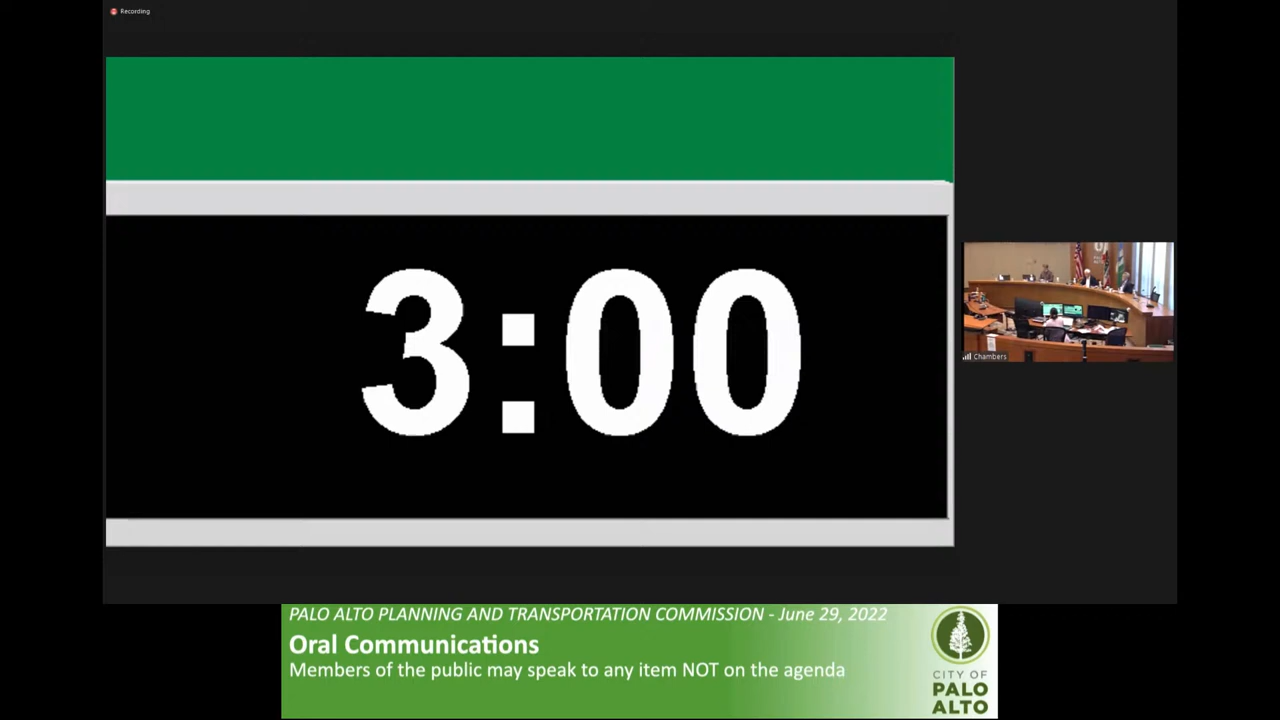 Recording
3:00
Chambers
PALO ALTO PLANNING AND TRANSPORTATION COMMISSION - June 29, 2022
Oral Communications
Members of the public may speak to any item NOT on the agenda
CITY OF
PALO
ALTO